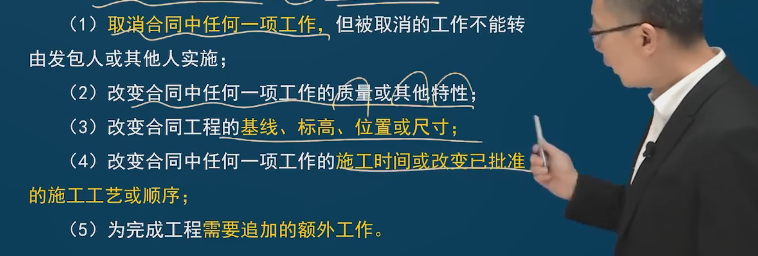 （1）取消合同中任何一项工作，但被取消的工作不能转
由发包人或其他人实施；
（2）改变合同中任何一项工作的质量或其他特性；
（3）改变合同工程的基线、标高、位置或尺寸；
（4）改变合同中任何一项工作的施工时间或改变已批准
的施工工艺或顺序；
（5）为完成工程需要追加的额外工作。